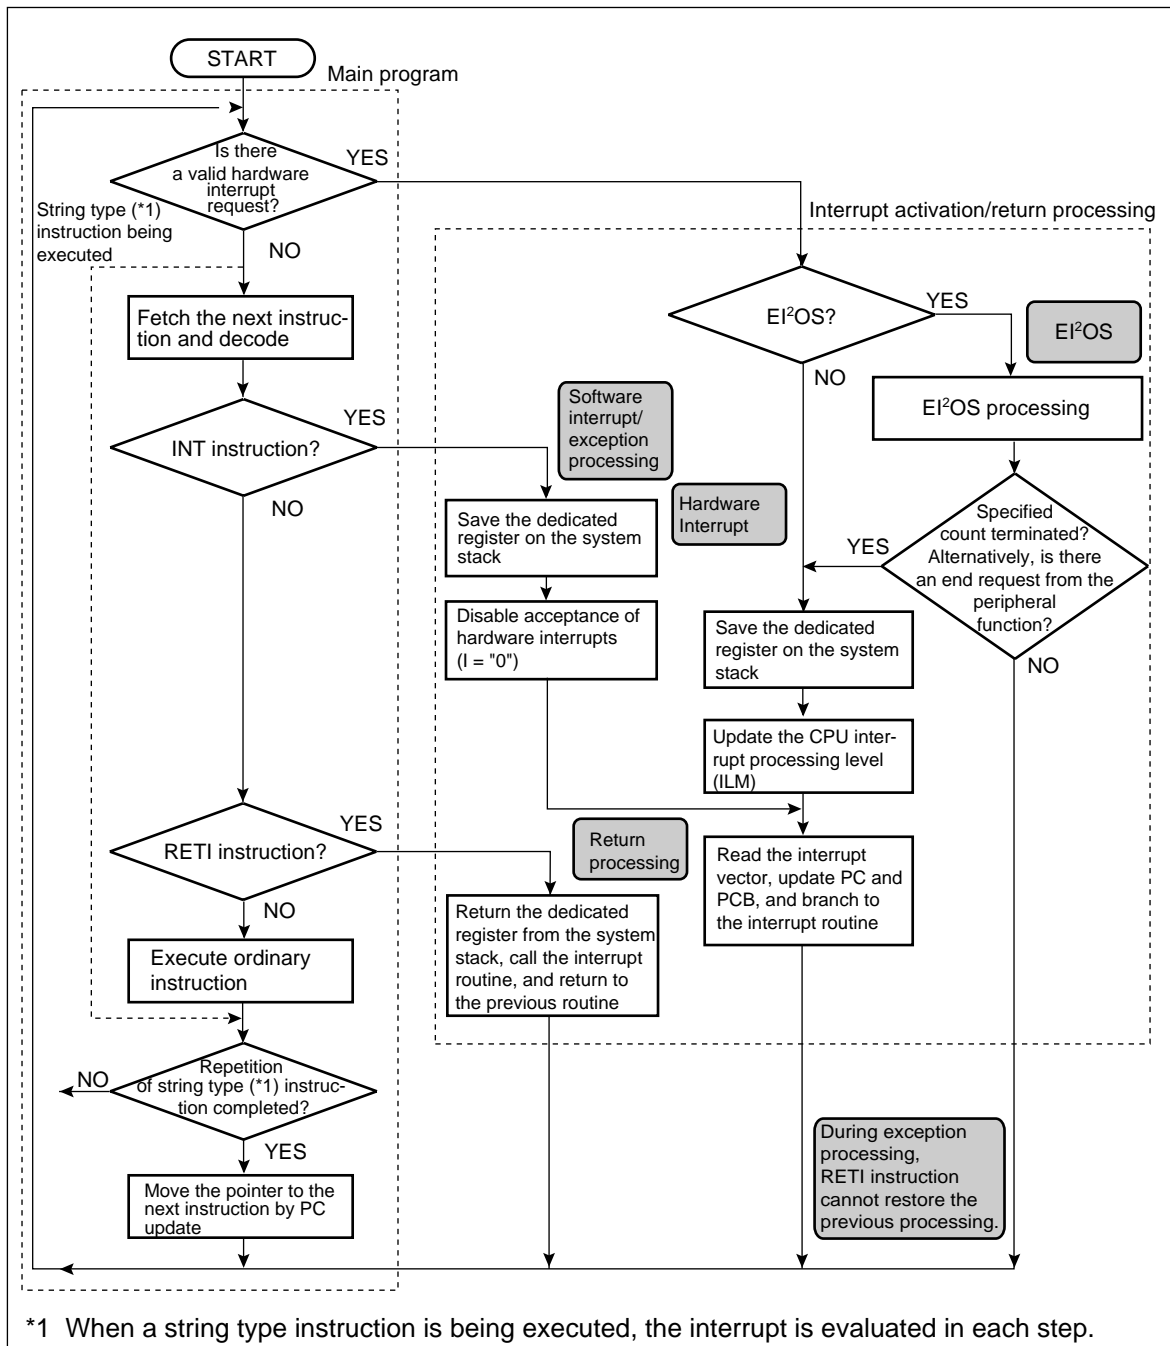 START
Main program
Is there
a valid hardware
interrupt
request?
YES
String type (*1)
instruction being
executed
NO
Fetch the next instruc-
tion and decode
INT instruction?
YES
NO
RETI instruction?
YES
NO
Execute ordinary
instruction
Repetition
of string type (*1) instruc-
tion completed?
NO
YES
Move the pointer to the
next instruction by PC
update
Interrupt activation/return processing
EI²OS?
YES
NO
EI²OS
EI²OS processing
Software
interrupt/
exception
processing
Save the dedicated
register on the system
stack
Disable acceptance of
hardware interrupts
(I = "0")
Hardware
Interrupt
Specified
count terminated?
Alternatively, is there
an end request from the
peripheral
function?
YES
NO
Save the dedicated
register on the system
stack
Update the CPU inter-
rupt processing level
(ILM)
Return
processing
Read the interrupt
vector, update PC and
PCB, and branch to
the interrupt routine
Return the dedicated
register from the system
stack, call the interrupt
routine, and return to
the previous routine
During exception
processing,
RETI instruction
cannot restore the
previous processing.
*1 When a string type instruction is being executed, the interrupt is evaluated in each step.